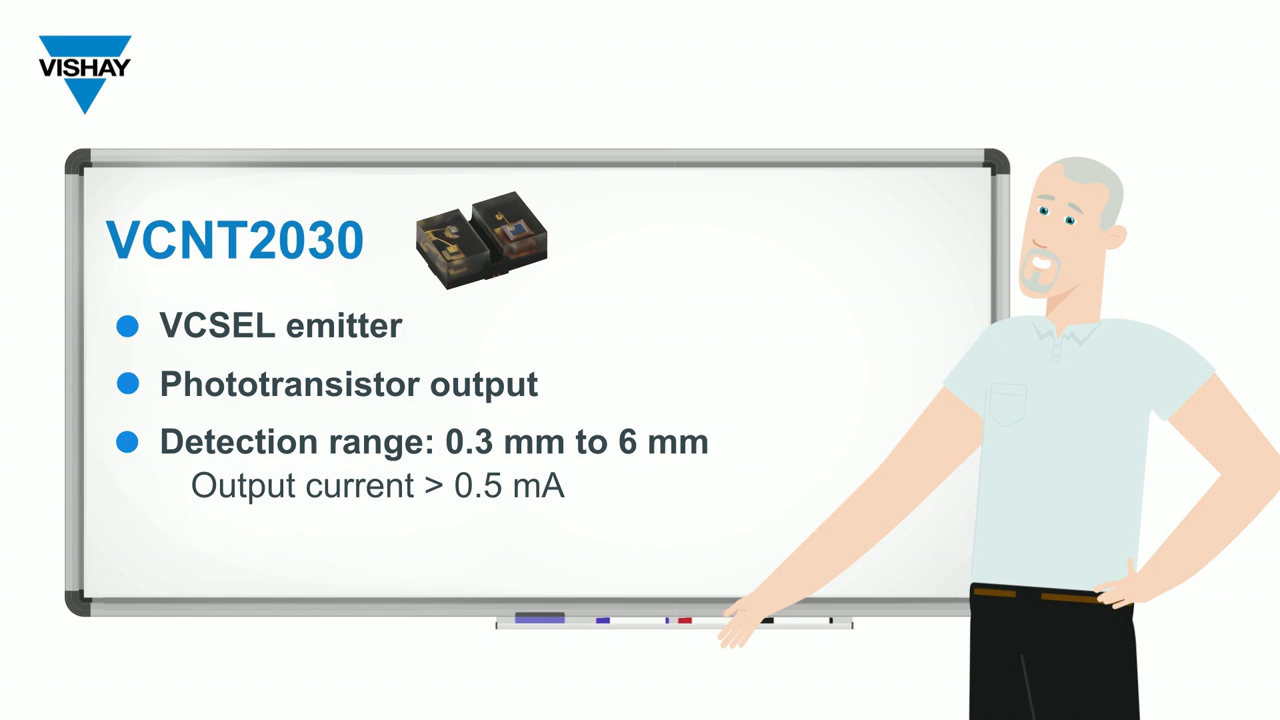 VISHAY
VCNT2030
VCSEL emitter
Phototransistor output
Detection range: 0.3 mm to 6 mm
Output current > 0.5 mA